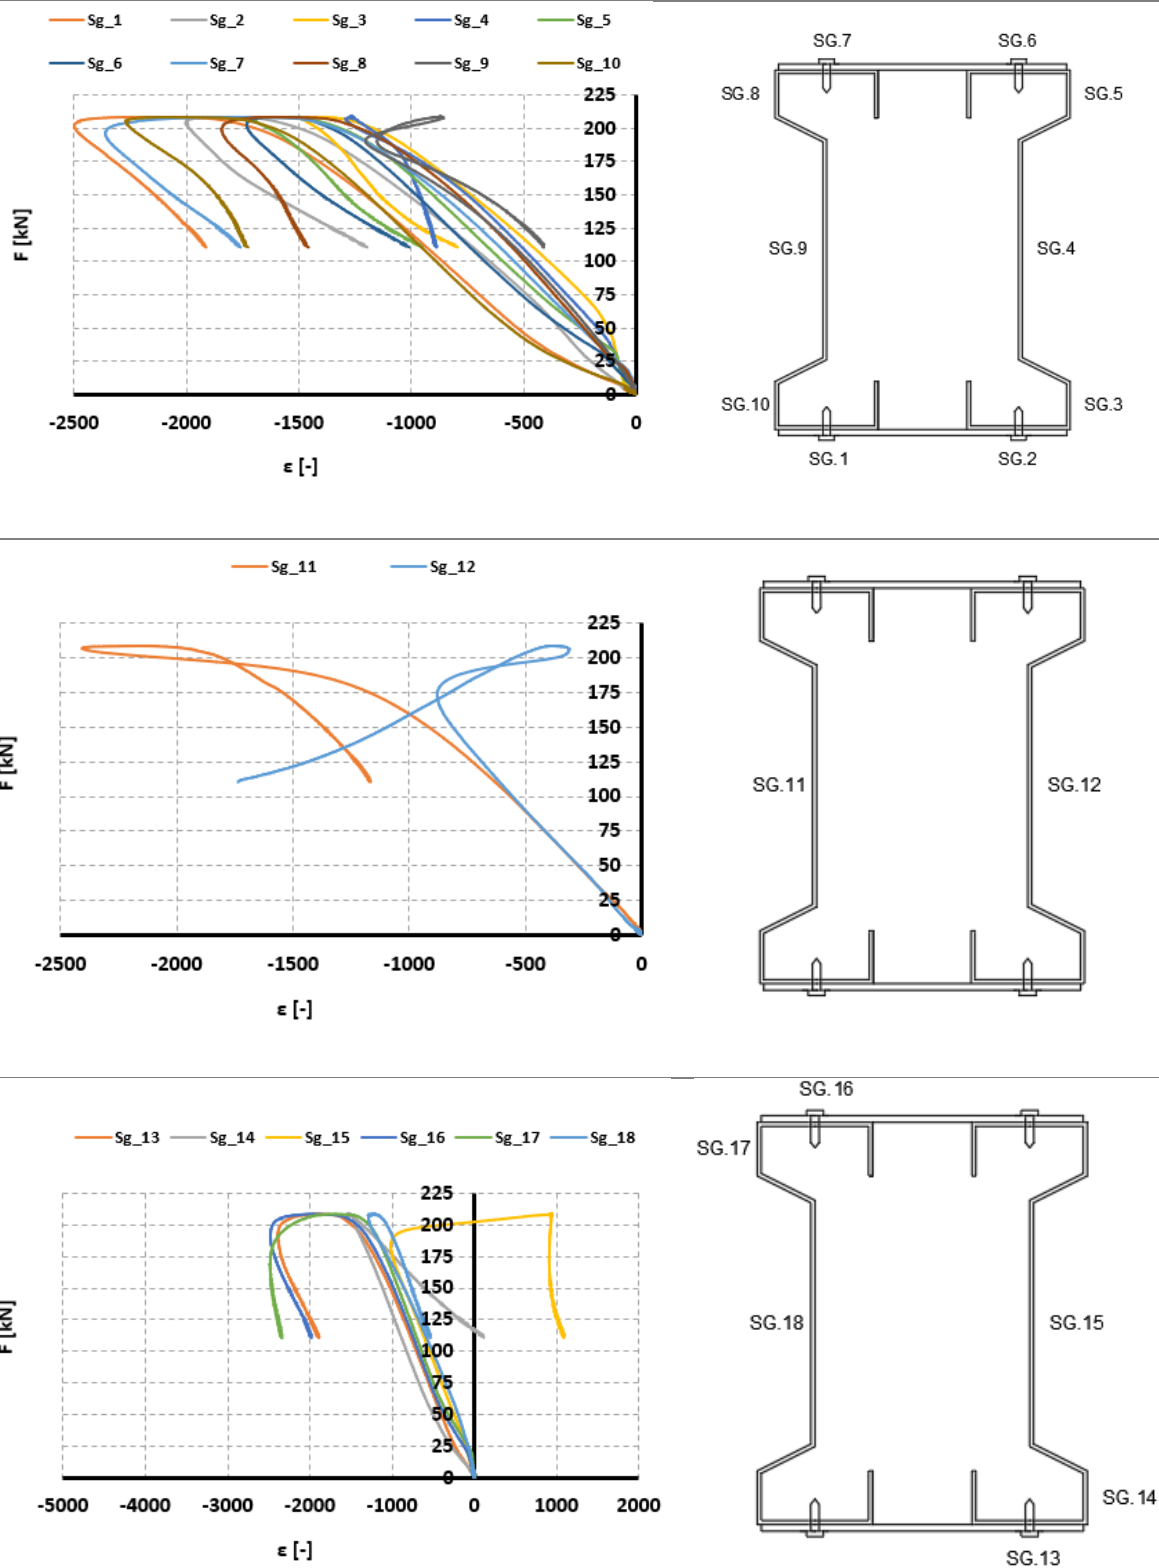 Sg_1 Sg_2 Sg_3 Sg_4 Sg_5
Sg_6 Sg_7 Sg_8 Sg_9 Sg_10
F [kN]
225
200
175
150
125
100
75
50
25
0
-2500 -2000 -1500 -1000 -500 0
ε [-]
SG.7 SG.6
SG.8 SG.5
SG.9 SG.4
SG.10 SG.3
SG.1 SG.2
Sg_11 Sg_12
F [kN]
225
200
175
150
125
100
75
50
25
0
-2500 -2000 -1500 -1000 -500 0
ε [-]
SG.11 SG.12
Sg_13 Sg_14 Sg_15 Sg_16 Sg_17 Sg_18
F [kN]
225
200
175
150
125
100
75
50
25
0
-5000 -4000 -3000 -2000 -1000 0 1000 2000
ε [-]
SG.16
SG.17
SG.18 SG.15
SG.14
SG.13